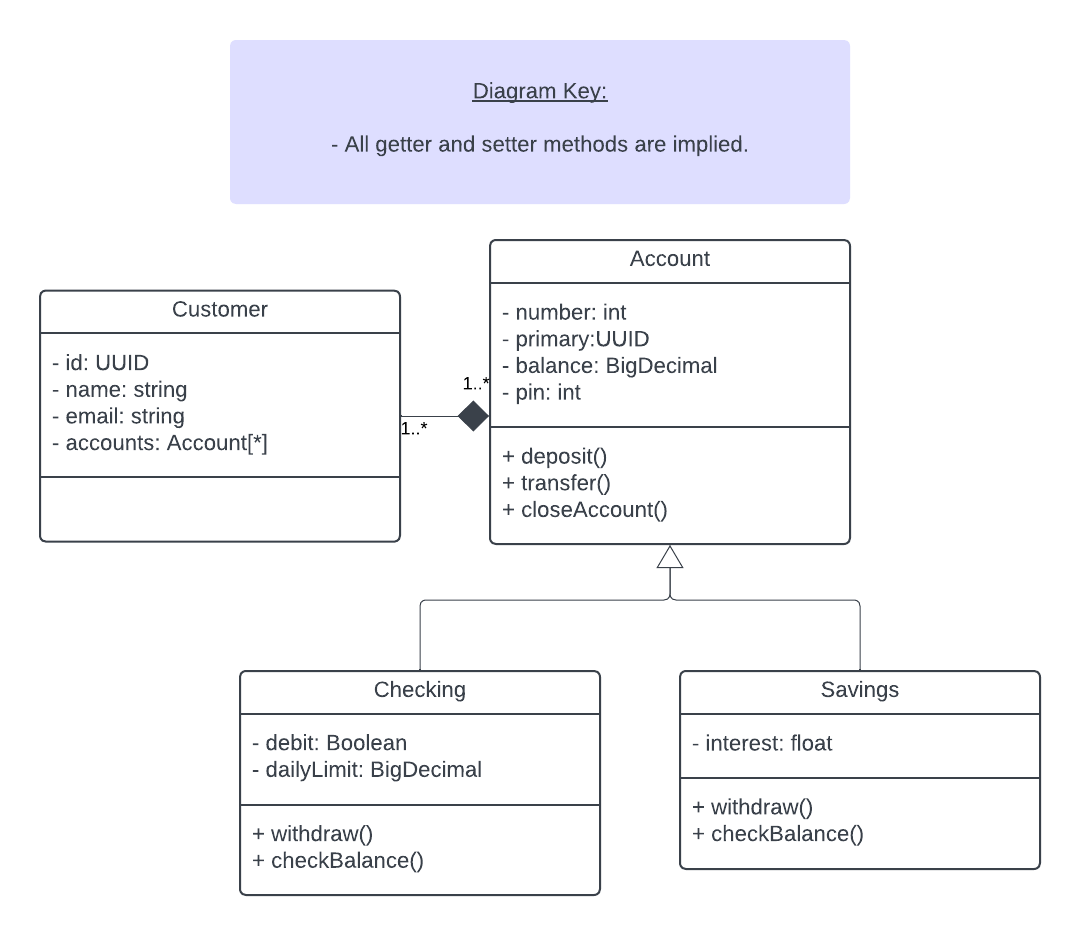 Diagram Key:
- All getter and setter methods are implied.
Account
- number: int
- primary:UUID
- balance: BigDecimal
- pin: int
+ deposit()
+ transfer()
+ closeAccount()
Customer
- id: UUID
- name: string
- email: string
- accounts: Account[*]
1..*
1..*
Checking
- debit: Boolean
- dailyLimit: BigDecimal
+ withdraw()
+ checkBalance()
Savings
- interest: float
+ withdraw()
+ checkBalance()